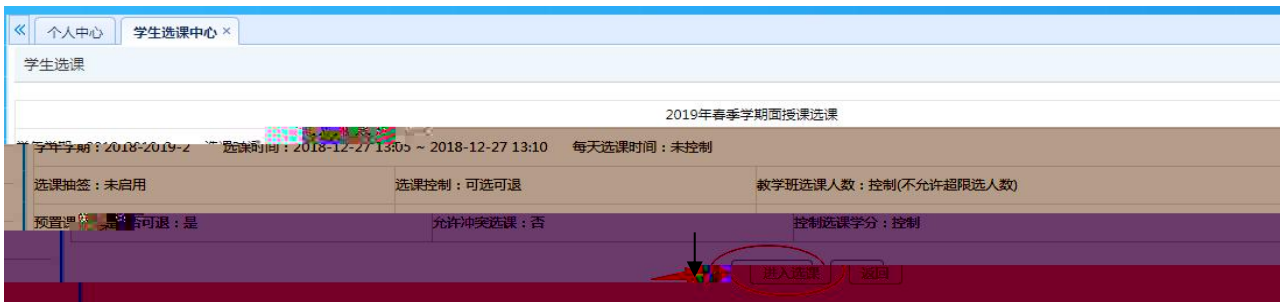 个人中心 学生选课中心 ×
学生选课
2019年春季学期面授课选课
学年学期：2018-2019-2 选课时间：2018-12-27 13:05 ~ 2018-12-27 13:10 每天选课时间：未控制
选课抽签：未启用 选课控制：可选可退 教学班选课人数：控制(不允许超限选人数)
预置课 否可退：是 允许冲突选课：否 控制选课学分：控制
进入选课 返回